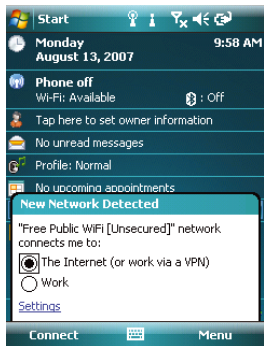 Start
Monday 9:58 AM
August 13, 2007
Phone off
Wi-Fi: Available : Off
Tap here to set owner information
No unread messages
Profile: Normal
No upcoming appointments
New Network Detected
"Free Public WiFi [Unsecured]" network
connects me to:
The Internet (or work via a VPN)
Work
Settings
Connect Menu